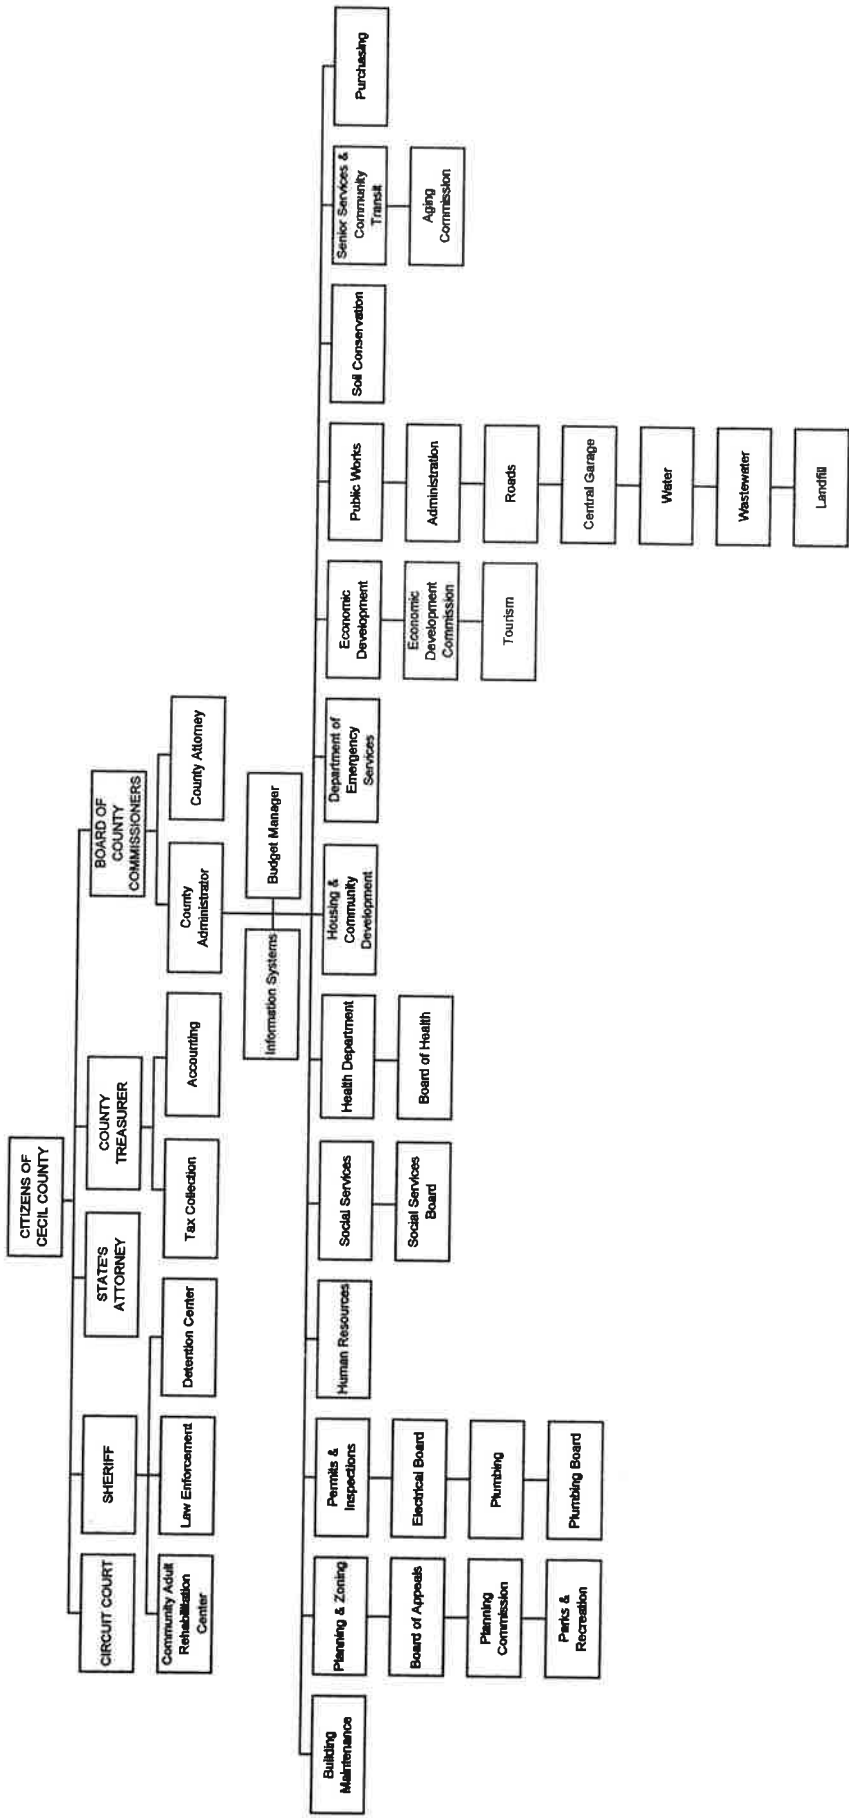 CITIZENS OF
CECIL COUNTY
CIRCUIT COURT
SHERIFF
STATE'S
ATTORNEY
COUNTY
TREASURER
BOARD OF
COUNTY
COMMISSIONERS
Community Adult
Rehabilitation
Center
Law Enforcement
Detention Center
Tax Collection
Accounting
County
Administrator
County Attorney
Information Systems
Budget Manager
Building
Maintenance
Planning & Zoning
Permits &
Inspections
Human Resources
Social Services
Health Department
Housing &
Community
Development
Department of
Emergency
Services
Economic
Development
Public Works
Soil Conservation
Senior Services &
Community
Transit
Purchasing
Board of Appeals
Electrical Board
Social Services
Board
Board of Health
Economic
Development
Commission
Administration
Aging
Commission
Planning
Commission
Plumbing
Tourism
Roads
Parks &
Recreation
Plumbing Board
Central Garage
Water
Wastewater
Landfill